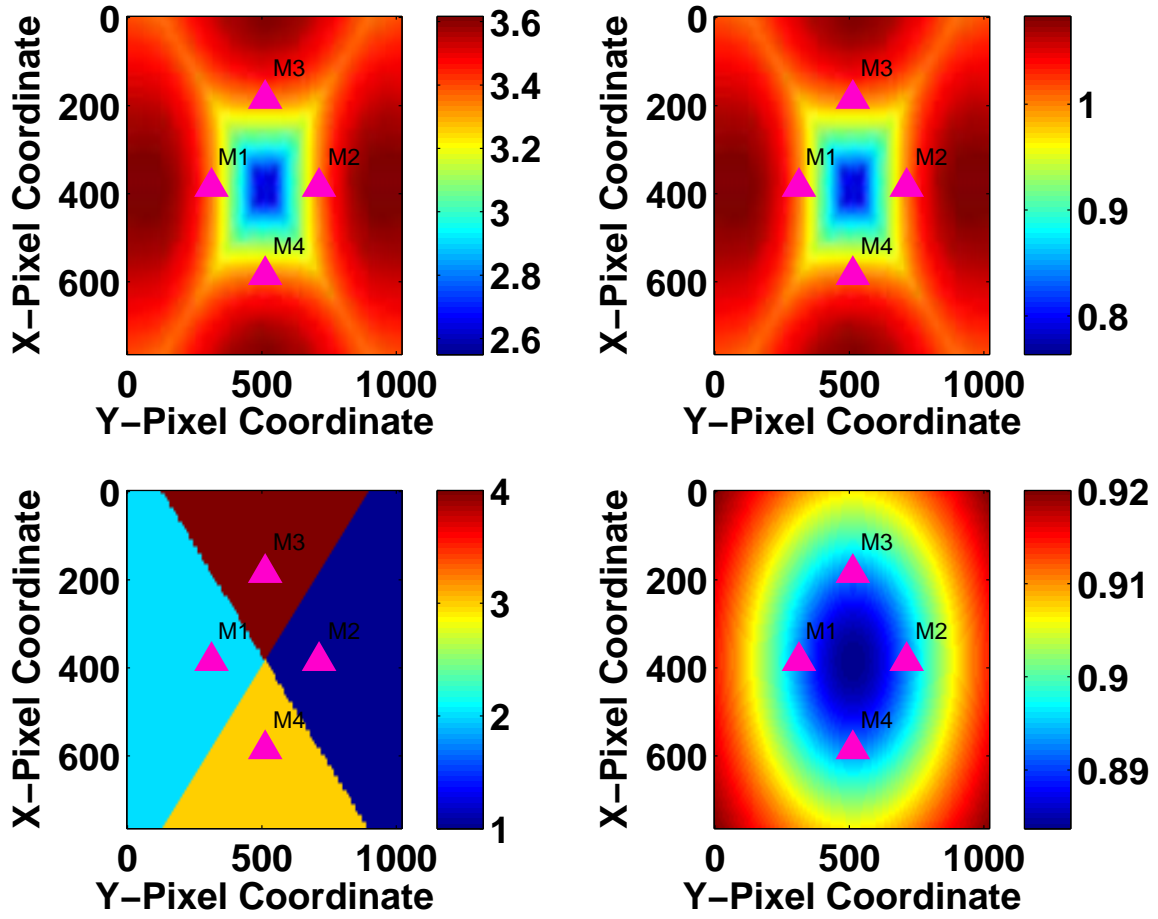 0
200
400
600
X−Pixel Coordinate
0 500 1000
Y−Pixel Coordinate
M3
M1
M2
M4
3.6
3.4
3.2
3
2.8
2.6
0
200
400
600
X−Pixel Coordinate
0 500 1000
Y−Pixel Coordinate
M3
M1
M2
M4
1
0.9
0.8
0
200
400
600
X−Pixel Coordinate
0 500 1000
Y−Pixel Coordinate
M3
M1
M2
M4
4
3
2
1
0
200
400
600
X−Pixel Coordinate
0 500 1000
Y−Pixel Coordinate
M3
M1
M2
M4
0.92
0.91
0.9
0.89